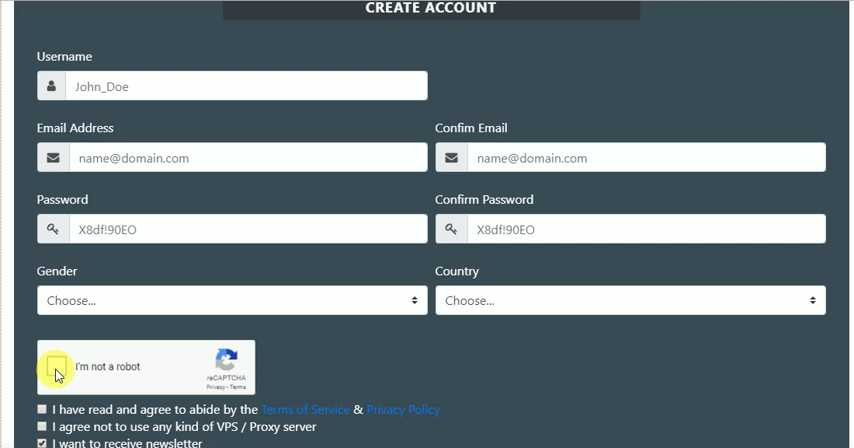 CREATE ACCOUNT
Username
John_Doe
Email Address
Confim Email
name@domain.com
name@domain.com
Password
Confirm Password
X8df!90EO
X8df!90EO
Gender
Country
Choose...
Choose...
I'm not a robot
reCAPTCHA
Privacy - Terms
I have read and agree to abide by the Terms of Service & Privacy Policy
I agree not to use any kind of VPS / Proxy server
I want to receive newsletter